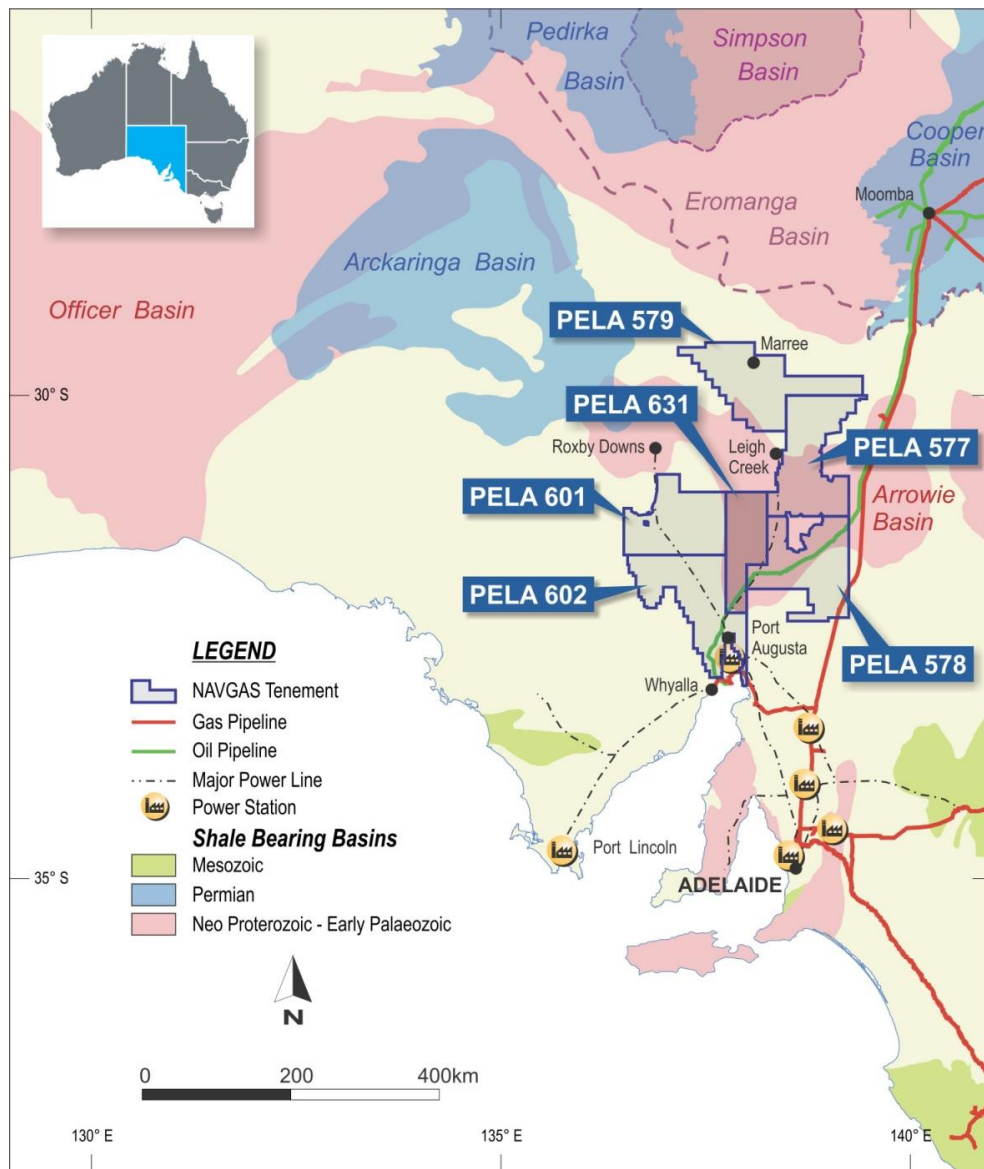 Pedirka
Basin
Simpson
Basin
Cooper
Basin
Moomba
Eromanga
Basin
Arckaringa Basin
Officer Basin
PELA 579
Marree
30° S
PELA 631
Roxby Downs
Leigh
Creek
PELA 577
PELA 601
Arrowie
Basin
PELA 602
Port
Augusta
PELA 578
Whyalla
LEGEND
NAVGAS Tenement
Gas Pipeline
Oil Pipeline
Major Power Line
Power Station
Shale Bearing Basins
Mesozoic
Permian
Neo Proterozoic - Early Palaeozoic
Port Lincoln
35° S
ADELAIDE
N
0 200 400km
130° E 135° E 140° E